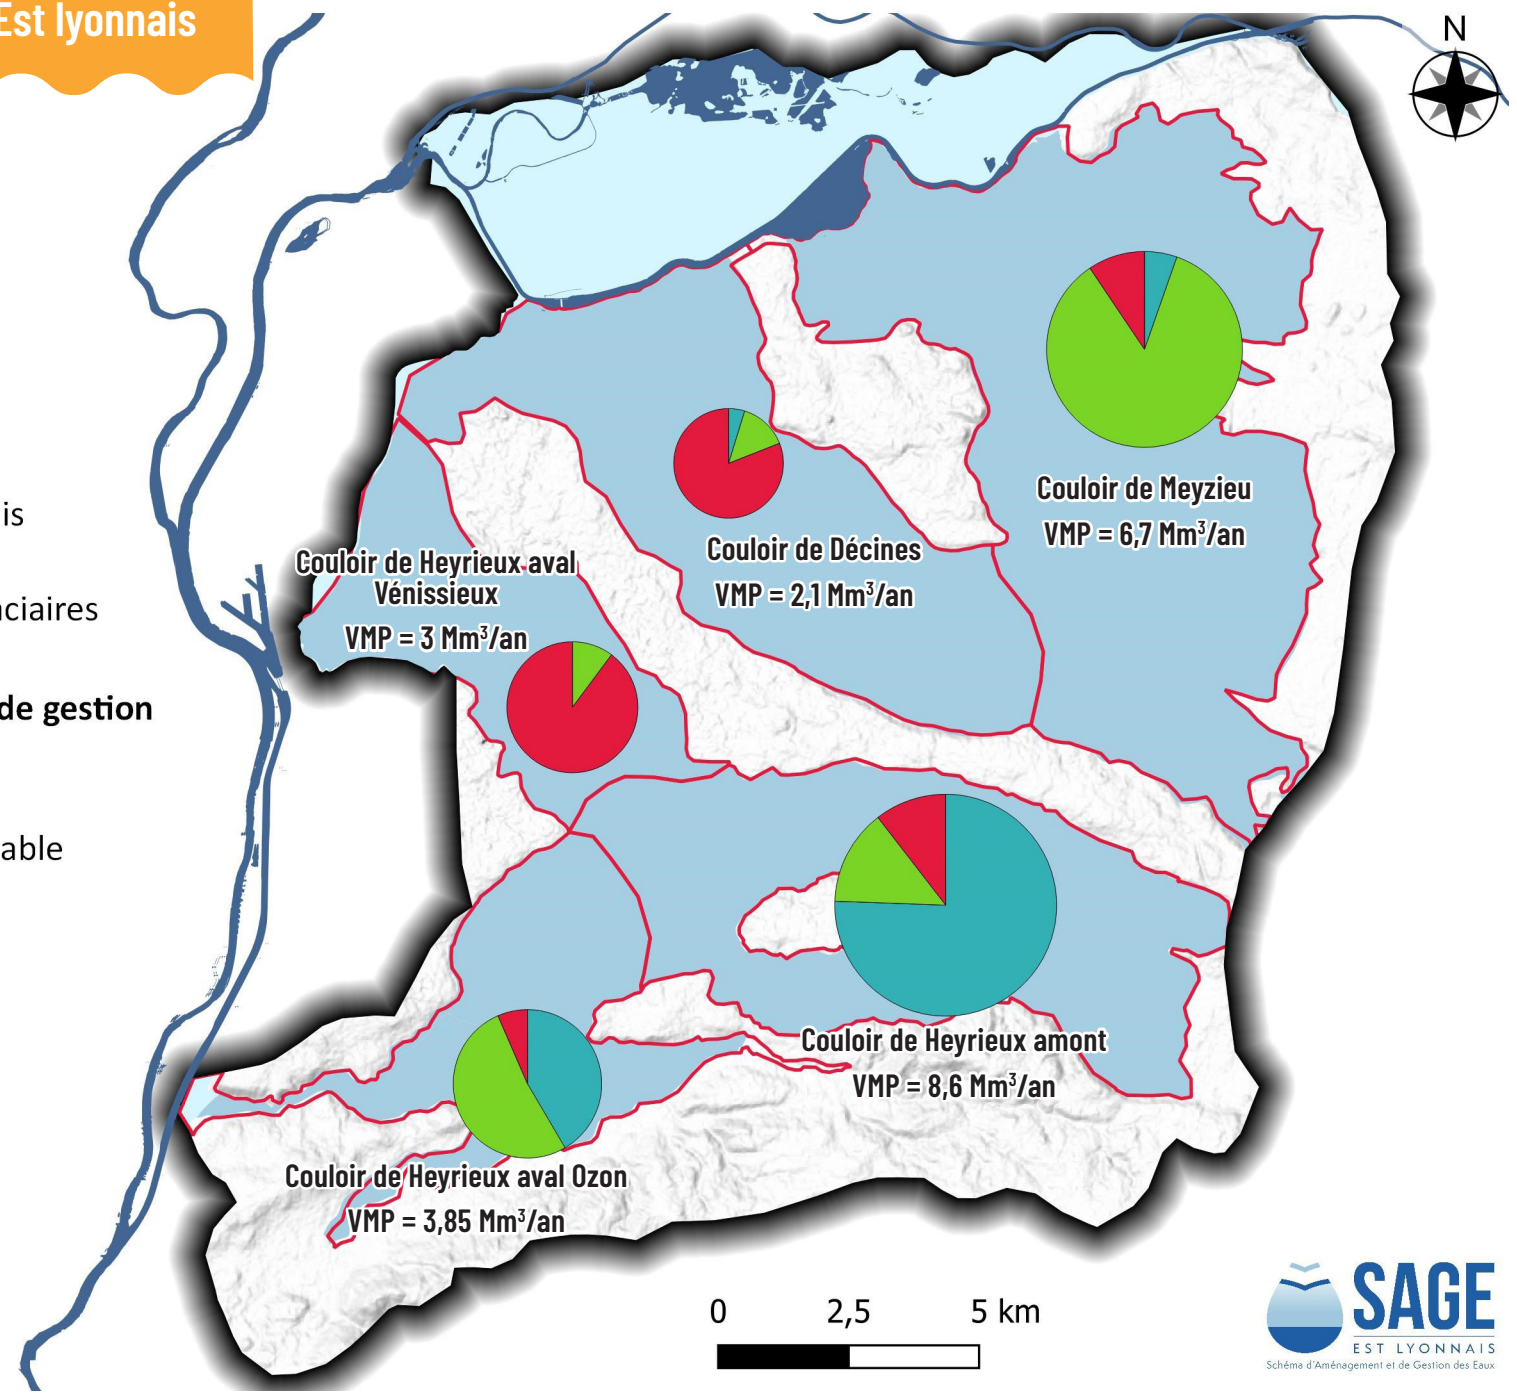 Est lyonnais
N
is
nciaires
de gestion
able
Couloir de Meyzieu
VMP = 6,7 Mm³/an
Couloir de Décines
VMP = 2,1 Mm³/an
Couloir de Heyrieux aval
Vénissieux
VMP = 3 Mm³/an
Couloir de Heyrieux amont
VMP = 8,6 Mm³/an
Couloir de Heyrieux aval Ozon
VMP = 3,85 Mm³/an
0 2,5 5 km
SAGE
EST LYONNAIS
Schéma d'Aménagement et de Gestion des Eaux